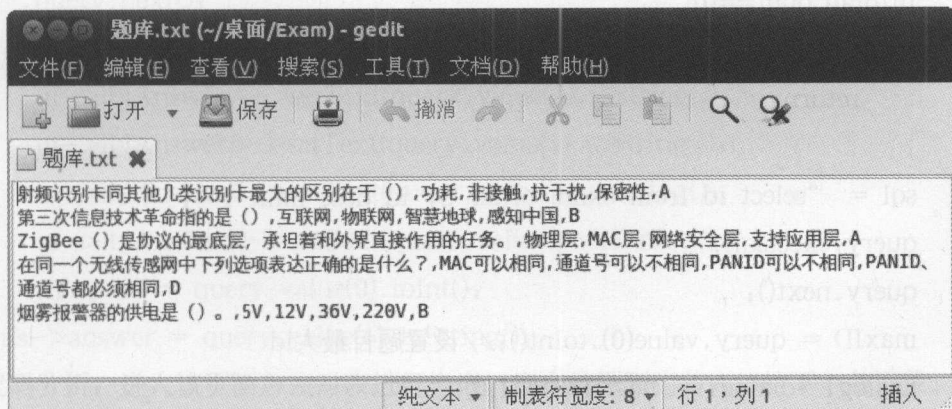 题库.txt (~/桌面/Exam) - gedit
文件(F) 编辑(E) 查看(V) 搜索(S) 工具(T) 文档(D) 帮助(H)
打开 保存 撤消
题库.txt
射频识别卡同其他几类识别卡最大的区别在于（）,功耗,非接触,抗干扰,保密性,A
第三次信息技术革命指的是（）,互联网,物联网,智慧地球,感知中国,B
ZigBee（）是协议的最底层, 承担着和外界直接作用的任务。,物理层,MAC层,网络安全层,支持应用层,A
在同一个无线传感网中下列选项表达正确的是什么？,MAC可以相同,通道号可以不相同,PANID可以不相同,PANID、
通道号都必须相同,D
烟雾报警器的供电是（）。,5V,12V,36V,220V,B
纯文本 制表符宽度: 8 行 1，列 1 插入
sql = "select id
query.next();
maxID = query.value(0).toInt();